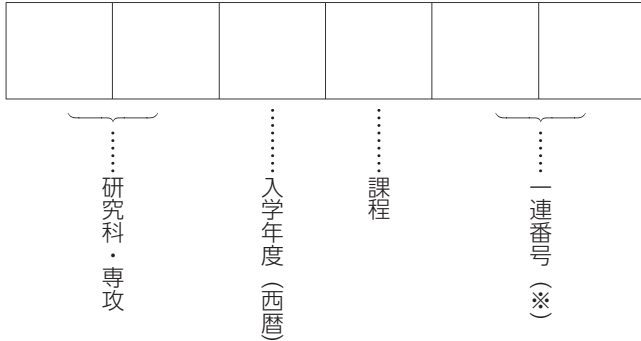 研究科・専攻
入学年度（西暦）
課程
一連番号（※）